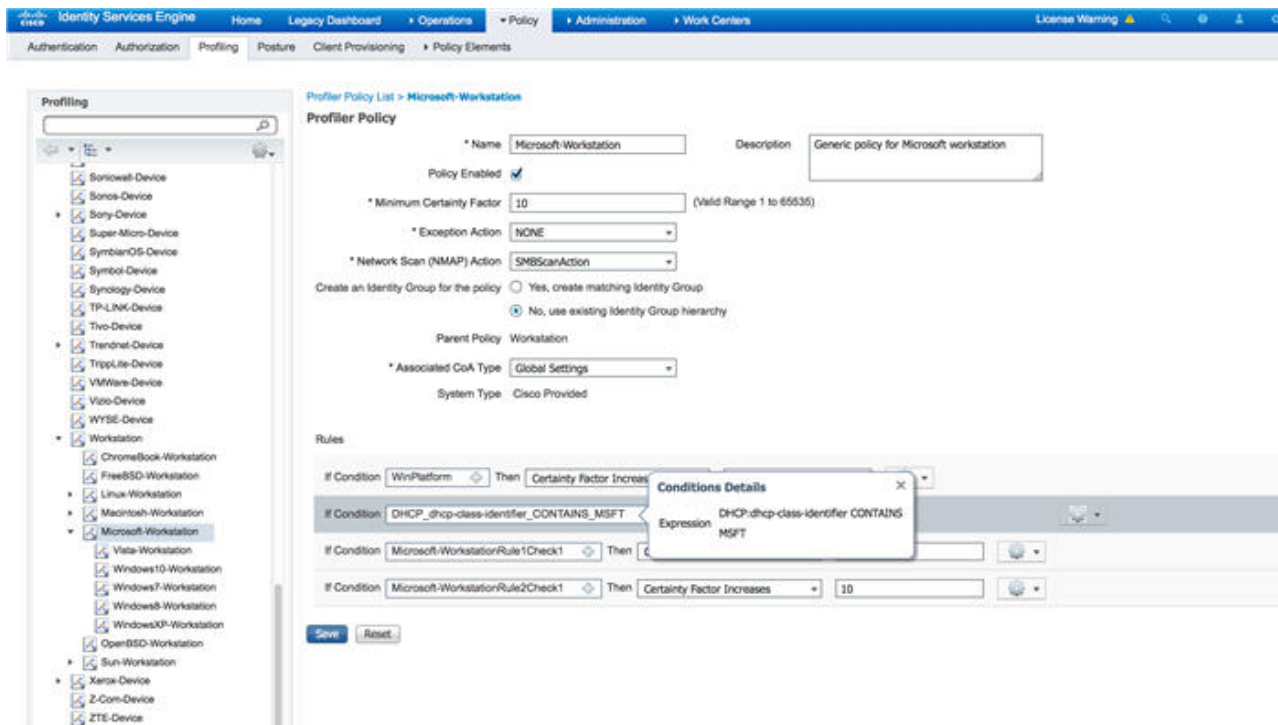 cisco Identity Services Engine Home Legacy Dashboard Operations Policy Administration Work Centers License Warning
Authentication Authorization Profiling Posture Client Provisioning Policy Elements
Profiling
Soniowall-Device
Sonos-Device
Sony-Device
Super-Micro-Device
SymbianOS-Device
Symbol-Device
Synology-Device
TP-LINK-Device
Tivo-Device
Trendnet-Device
TrippLite-Device
VMWare-Device
Vizio-Device
WYSE-Device
Workstation
ChromeBook-Workstation
FreeBSD-Workstation
Linux-Workstation
Macintosh-Workstation
Microsoft-Workstation
Vista-Workstation
Windows10-Workstation
Windows7-Workstation
Windows8-Workstation
WindowsXP-Workstation
OpenBSD-Workstation
Sun-Workstation
Xerox-Device
Z-Com-Device
ZTE-Device
Profiler Policy List > Microsoft-Workstation
Profiler Policy
* Name Microsoft-Workstation Description Generic policy for Microsoft workstation
Policy Enabled
* Minimum Certainty Factor 10 (Valid Range 1 to 65535)
* Exception Action NONE
* Network Scan (NMAP) Action SMBScanAction
Create an Identity Group for the policy Yes, create matching Identity Group
No, use existing Identity Group hierarchy
Parent Policy Workstation
* Associated CoA Type Global Settings
System Type Cisco Provided
Rules
If Condition WinPlatform Then Certainty Factor Increas
If Condition DHCP_dhcp-class-identifier_CONTAINS_MSFT
Conditions Details
Expression DHCP:dhcp-class-identifier CONTAINS
MSFT
If Condition Microsoft-WorkstationRule1Check1 Then
If Condition Microsoft-WorkstationRule2Check1 Then Certainty Factor Increases 10
Save Reset